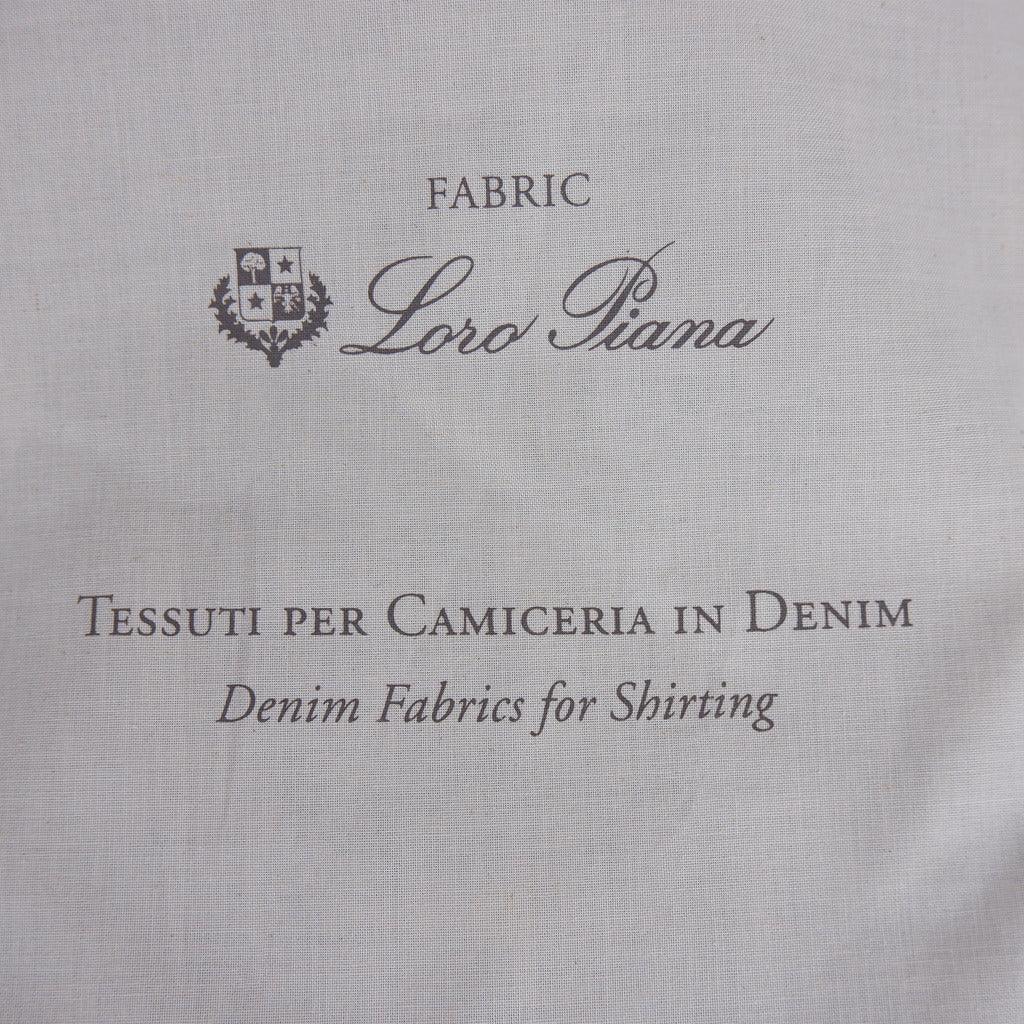 FABRIC
Loro Piana
TESSUTI PER CAMICERIA IN DENIM
Denim Fabrics for Shirting